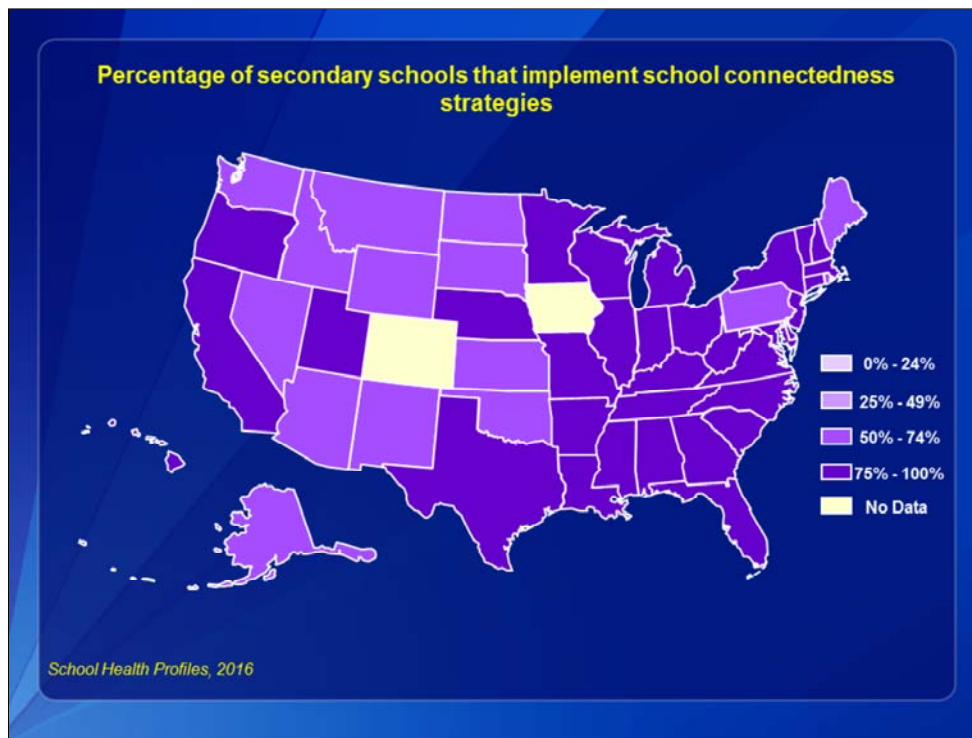 Percentage of secondary schools that implement school connectedness
strategies
0% - 24%
25% - 49%
50% - 74%
75% - 100%
No Data
School Health Profiles, 2016